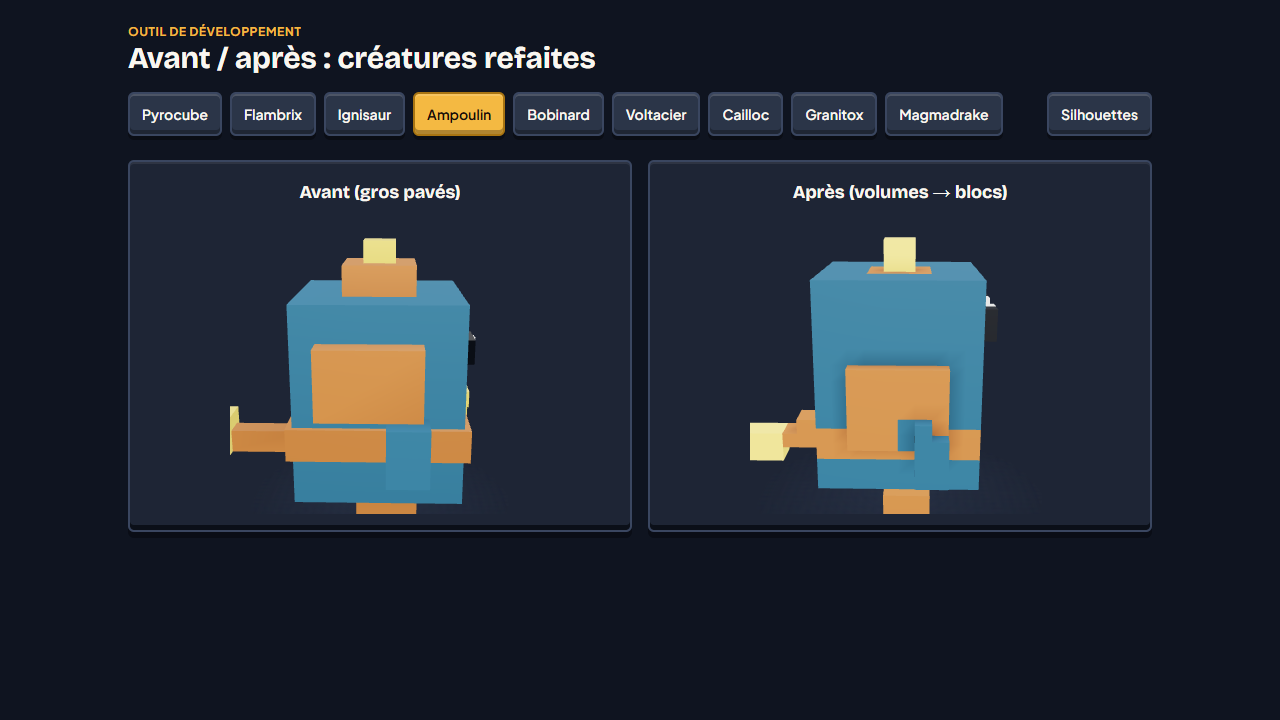 OUTIL DE DÉVELOPPEMENT
Avant / après : créatures refaites
Pyrocube
Flambrix
Ignisaur
Ampoulin
Bobinard
Voltacier
Cailloc
Granitox
Magmadrake
Silhouettes
Avant (gros pavés)
Après (volumes → blocs)